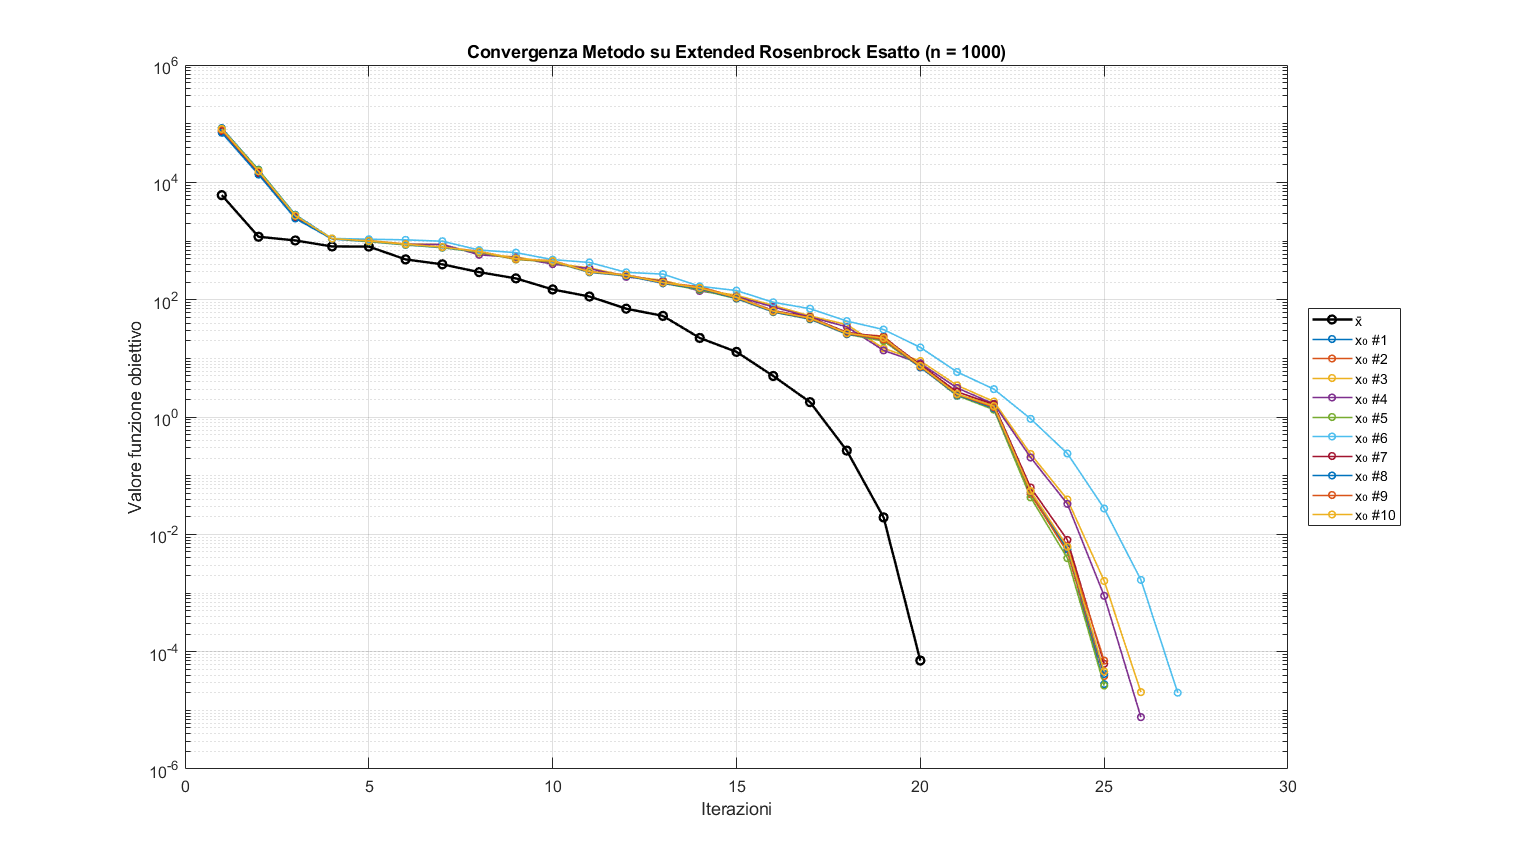 Convergenza Metodo su Extended Rosenbrock Esatto (n = 1000)
10^6
10^4
10^2
10^0
10^-2
10^-4
10^-6
Valore funzione obiettivo
0 5 10 15 20 25 30
Iterazioni
x̄
x₀ #1
x₀ #2
x₀ #3
x₀ #4
x₀ #5
x₀ #6
x₀ #7
x₀ #8
x₀ #9
x₀ #10